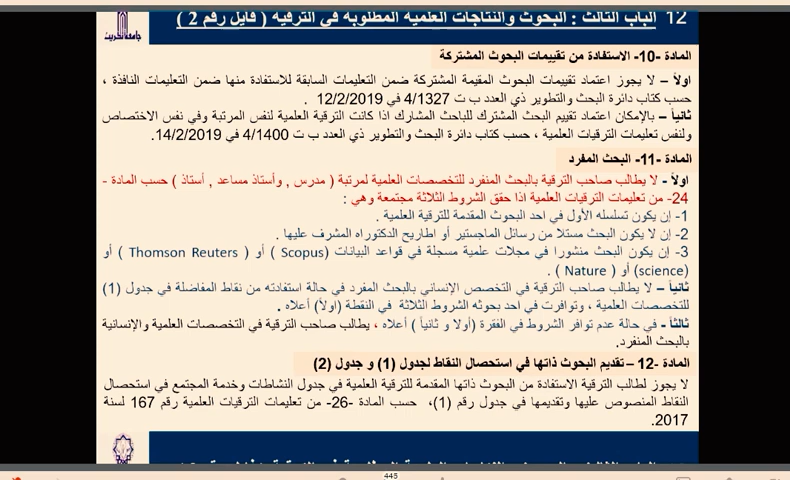 12 الباب الثالث : البحوث والنتاجات العلمية المطلوبة في الترقية ( فايل رقم 2 )
جامعة تكريت
المادة -10- الاستفادة من تقييمات البحوث المشتركة
اولاً – لا يجوز اعتماد تقييمات البحوث المقيمة المشتركة ضمن التعليمات السابقة للاستفادة منها ضمن التعليمات النافذة ،
حسب كتاب دائرة البحث والتطوير ذي العدد ب ت 4/1327 في 12/2/2019 .
ثانياً – بالإمكان اعتماد تقييم البحث المشترك للباحث المشارك اذا كانت الترقية العلمية لنفس المرتبة وفي نفس الاختصاص
ولنفس تعليمات الترقيات العلمية ، حسب كتاب دائرة البحث والتطوير ذي العدد ب ت 4/1400 في 14/2/2019.
المادة -11- البحث المفرد
اولاً - لا يطالب صاحب الترقية بالبحث المنفرد للتخصصات العلمية لمرتبة ( مدرس , وأستاذ مساعد , أستاذ ) حسب المادة -
24- من تعليمات الترقيات العلمية اذا حقق الشروط الثلاثة مجتمعة وهي :
1- إن يكون تسلسله الأول في احد البحوث المقدمة للترقية العلمية .
2- إن لا يكون البحث مستلا من رسائل الماجستير أو اطاريح الدكتوراه المشرف عليها .
3- إن يكون البحث منشورا في مجلات علمية مسجلة في قواعد البيانات (Scopus ) أو ( Thomson Reuters ) أو
(science) أو ( Nature ) .
ثانياً – لا يطالب صاحب الترقية في التخصص الإنساني بالبحث المفرد في حالة استفادته من نقاط المفاضلة في جدول (1)
للتخصصات العلمية ، وتوافرت في احد بحوثه الشروط الثلاثة في النقطة (اولاً) أعلاه .
ثالثاً - في حالة عدم توافر الشروط في الفقرة (أولا و ثانياً ) أعلاه ، يطالب صاحب الترقية في التخصصات العلمية والإنسانية
بالبحث المنفرد.
المادة -12 – تقديم البحوث ذاتها في استحصال النقاط لجدول (1) و جدول (2)
لا يجوز لطالب الترقية الاستفادة من البحوث ذاتها المقدمة للترقية العلمية في جدول النشاطات وخدمة المجتمع في استحصال
النقاط المنصوص عليها وتقديمها في جدول رقم (1)، حسب المادة -26- من تعليمات الترقيات العلمية رقم 167 لسنة
2017.
445